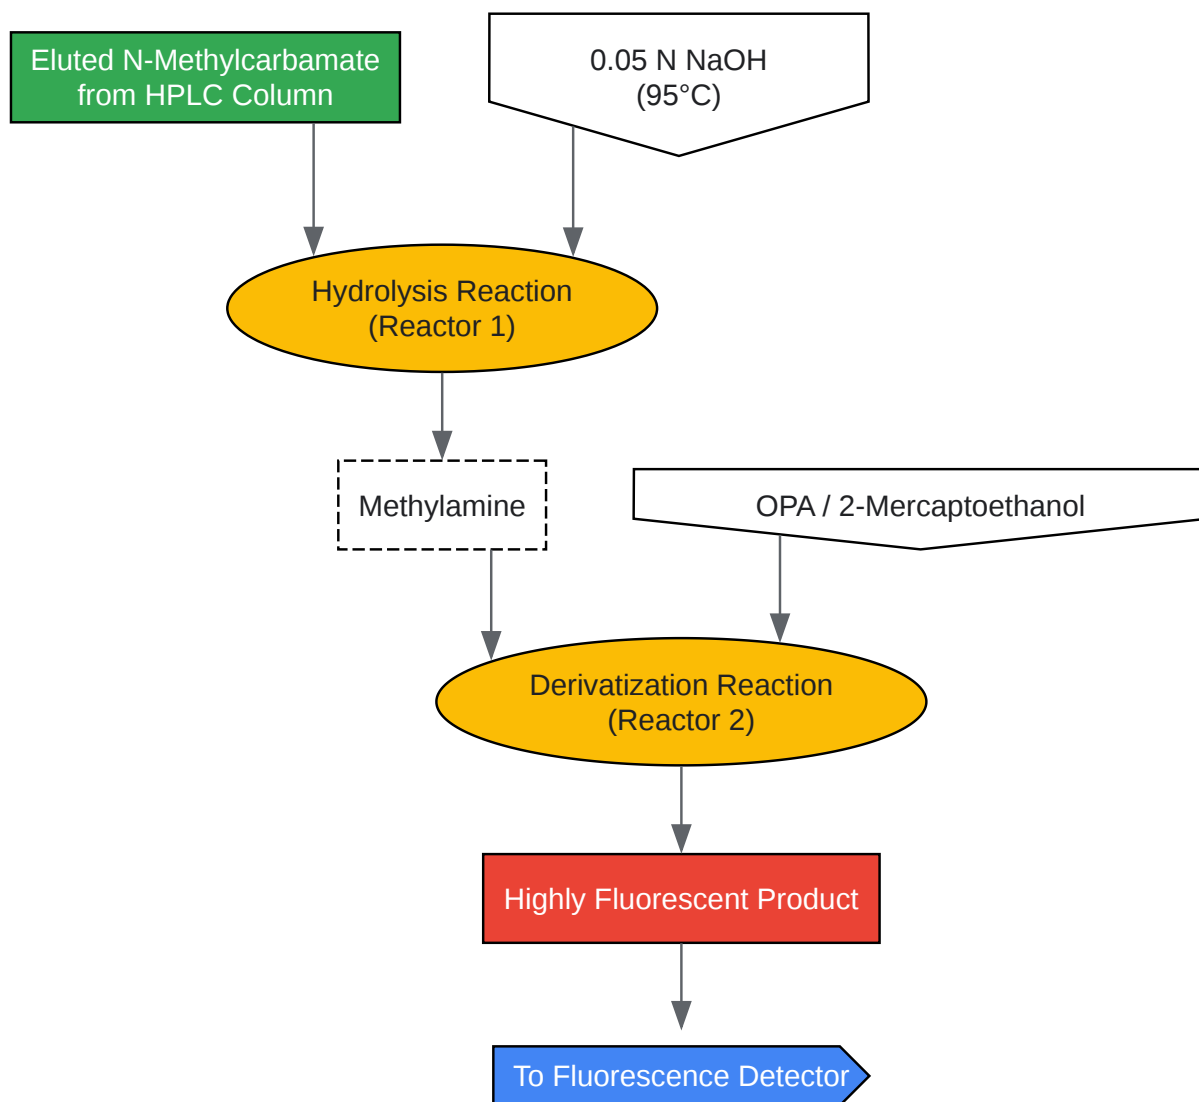 Eluted N-Methylcarbamate
from HPLC Column
0.05 N NaOH
(95°C)
Hydrolysis Reaction
(Reactor 1)
Methylamine
OPA / 2-Mercaptoethanol
Derivatization Reaction
(Reactor 2)
Highly Fluorescent Product
To Fluorescence Detector